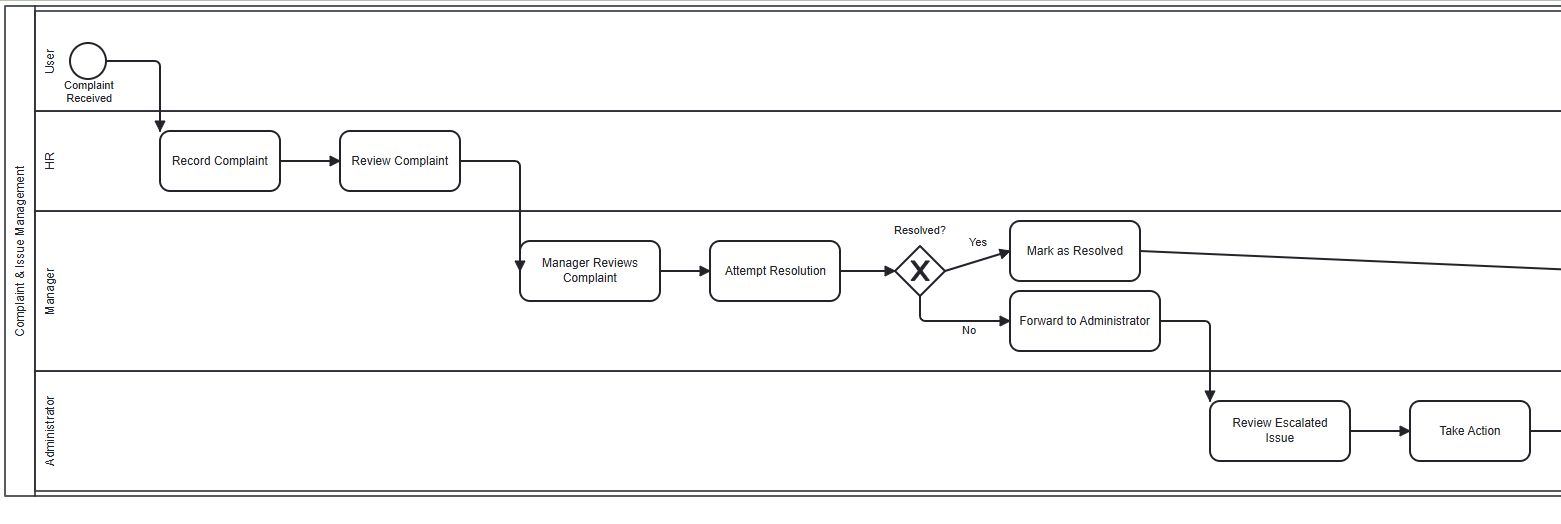 Complaint & Issue Management
User
Complaint
Received
HR
Record Complaint
Review Complaint
Manager
Manager Reviews
Complaint
Attempt Resolution
Resolved?
Yes
Mark as Resolved
No
Forward to Administrator
Administrator
Review Escalated
Issue
Take Action